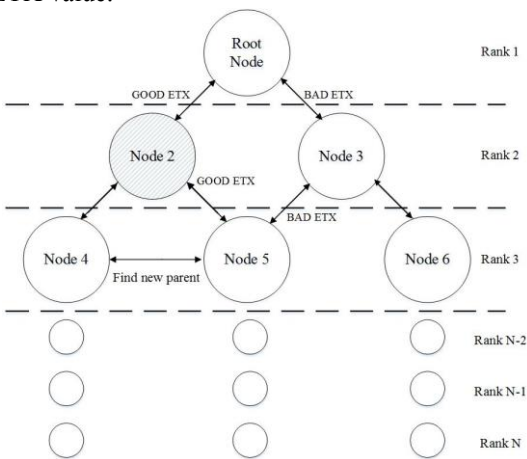 Root
Node
Rank 1
GOOD ETX
BAD ETX
Node 2
Node 3
Rank 2
GOOD ETX
BAD ETX
Node 4
Node 5
Node 6
Rank 3
Find new parent
Rank N-2
Rank N-1
Rank N